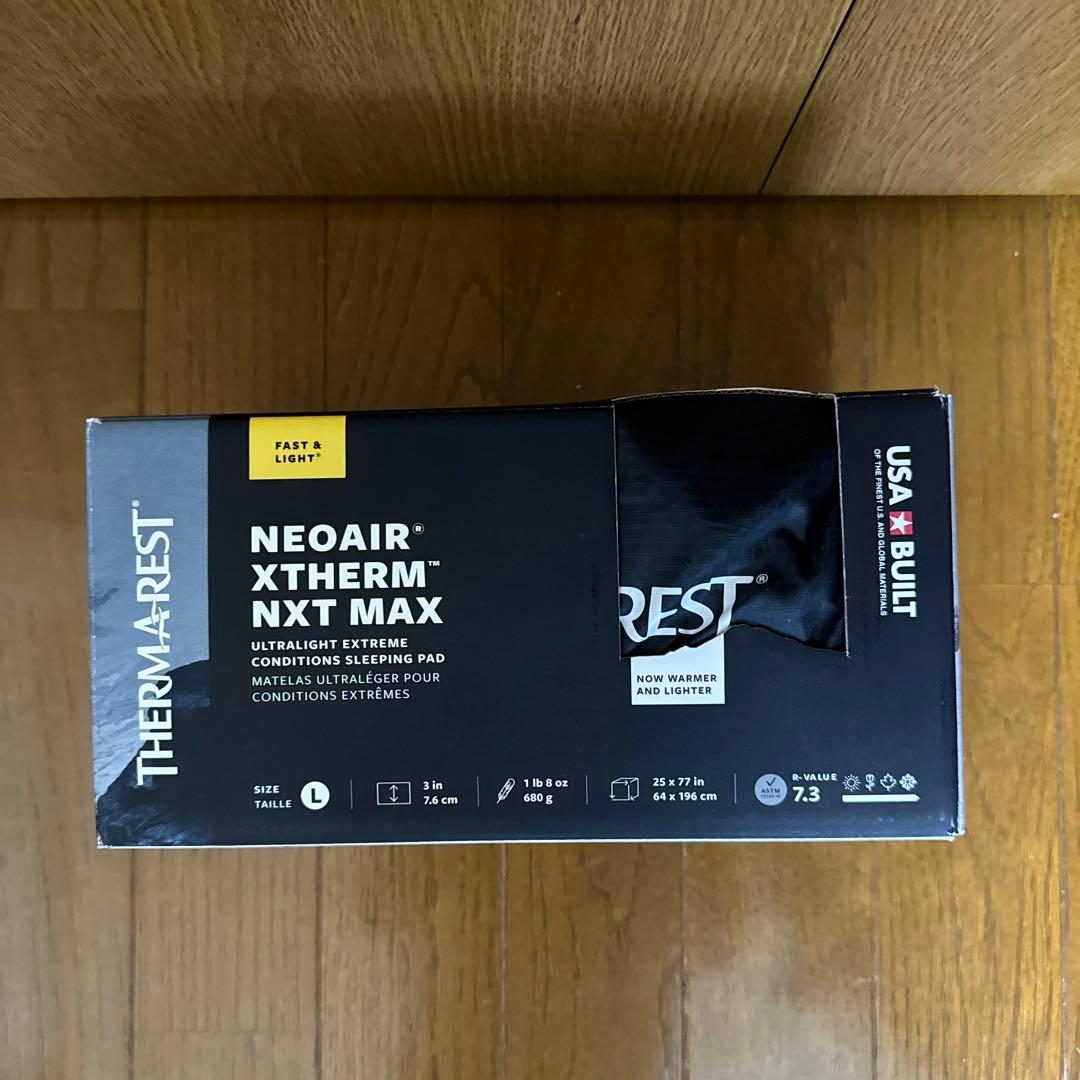 THERMAREST®
FAST &
LIGHT®
NEOAIR®
XTHERM™
NXT MAX
ULTRALIGHT EXTREME
CONDITIONS SLEEPING PAD
MATELAS ULTRALÉGER POUR
CONDITIONS EXTRÊMES
REST®
NOW WARMER
AND LIGHTER
USA BUILT
OF THE FINEST U.S. AND GLOBAL MATERIALS
SIZE
TAILLE
L
3 in
7.6 cm
1 lb 8 oz
680 g
25 x 77 in
64 x 196 cm
ASTM
R-VALUE
7.3